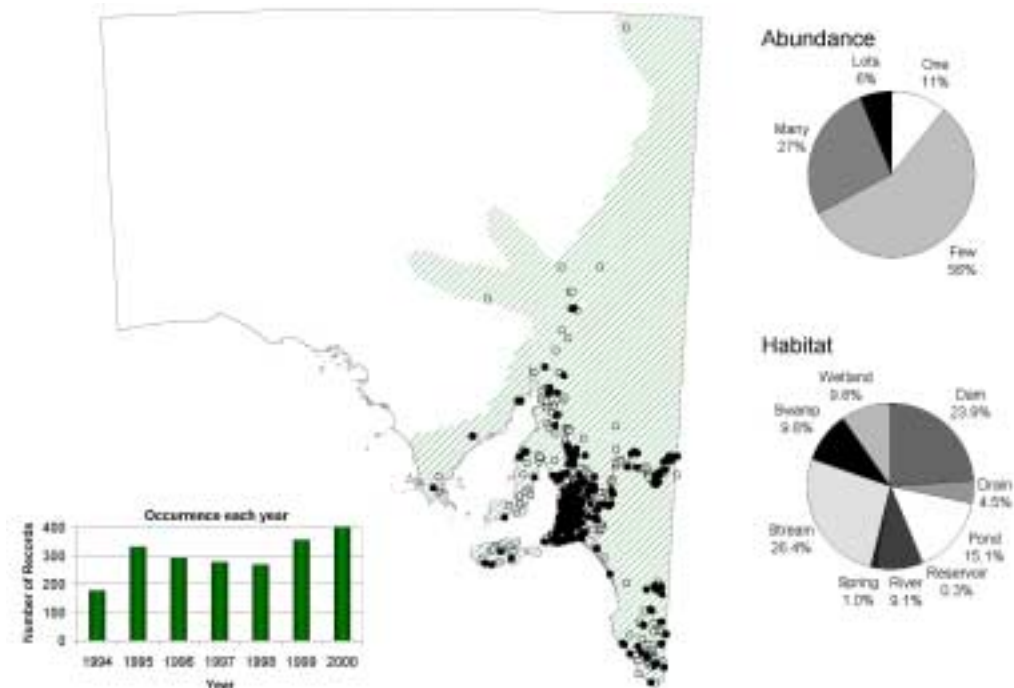 Abundance
Lots
6%
One
11%
Many
27%
Few
56%
Habitat
Wetland
9.8%
Dam
23.9%
Swamp
9.8%
Drain
4.5%
Pond
15.1%
Stream
26.4%
Reservoir
0.3%
Spring
1.0%
River
9.1%
Occurrence each year
Number of Records
400
300
200
100
0
1994 1995 1996 1997 1998 1999 2000
Year